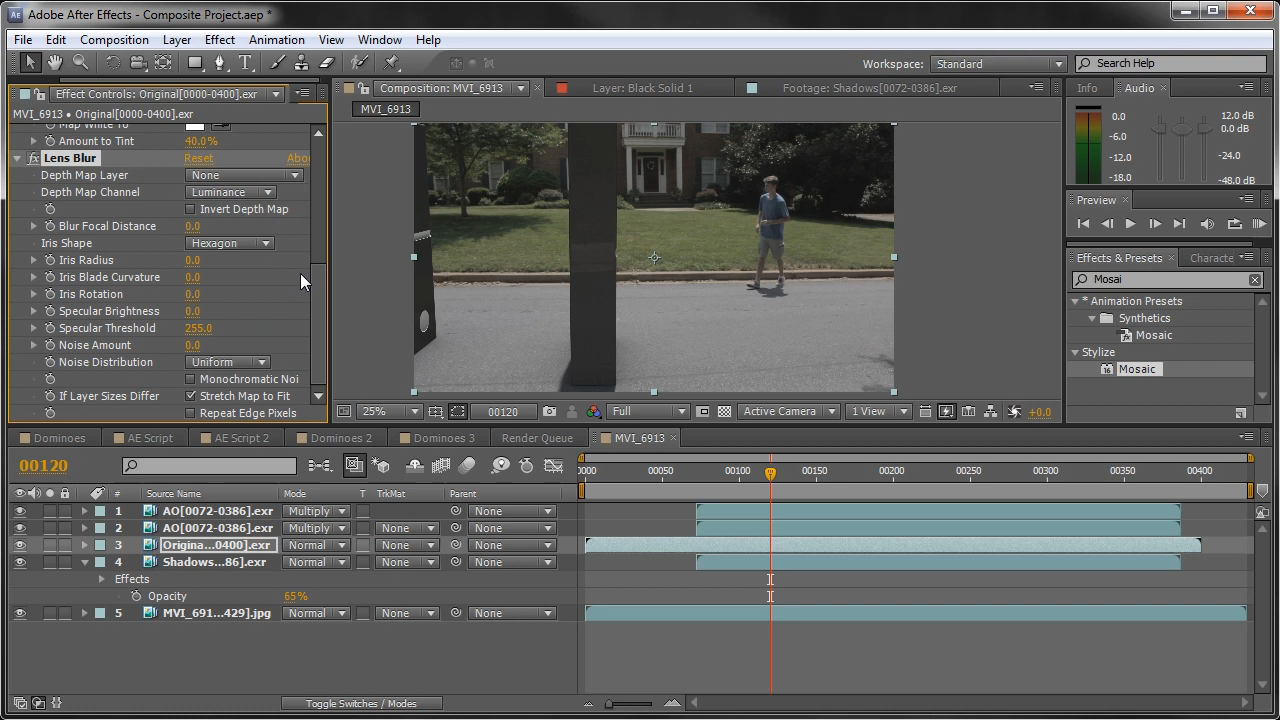 Adobe After Effects - Composite Project.aep *
File Edit Composition Layer Effect Animation View Window Help
Workspace: Standard Search Help
Effect Controls: Original[0000-0400].exr
MVI_6913 • Original[0000-0400].exr
Map White To
Amount to Tint 40.0%
fx Lens Blur Reset Abo
Depth Map Layer None
Depth Map Channel Luminance
Invert Depth Map
Blur Focal Distance 0.0
Iris Shape Hexagon
Iris Radius 0.0
Iris Blade Curvature 0.0
Iris Rotation 0.0
Specular Brightness 0.0
Specular Threshold 255.0
Noise Amount 0.0
Noise Distribution Uniform
Monochromatic Noi
If Layer Sizes Differ Stretch Map to Fit
Repeat Edge Pixels
Composition: MVI_6913 Layer: Black Solid 1 Footage: Shadows[0072-0386].exr
MVI_6913
25% 00120 Full Active Camera 1 View +0.0
Info Audio
0.0 12.0 dB
-6.0 0.0 dB
-12.0 -24.0
-18.0 -48.0 dB
Preview
Effects & Presets Characte
Mosai
* Animation Presets
Synthetics
Mosaic
Stylize
Mosaic
Dominoes AE Script AE Script 2 Dominoes 2 Dominoes 3 Render Queue MVI_6913
00120
0000 00050 00100 00150 00200 00250 00300 00350 00400
# Source Name Mode T TrkMat Parent
1 AO[0072-0386].exr Multiply None
2 AO[0072-0386].exr Multiply None None
3 Origina...0400].exr Normal None None
4 Shadows...86].exr Normal None None
Effects
Opacity 65%
5 MVI_691...429].jpg Normal None None
Toggle Switches / Modes